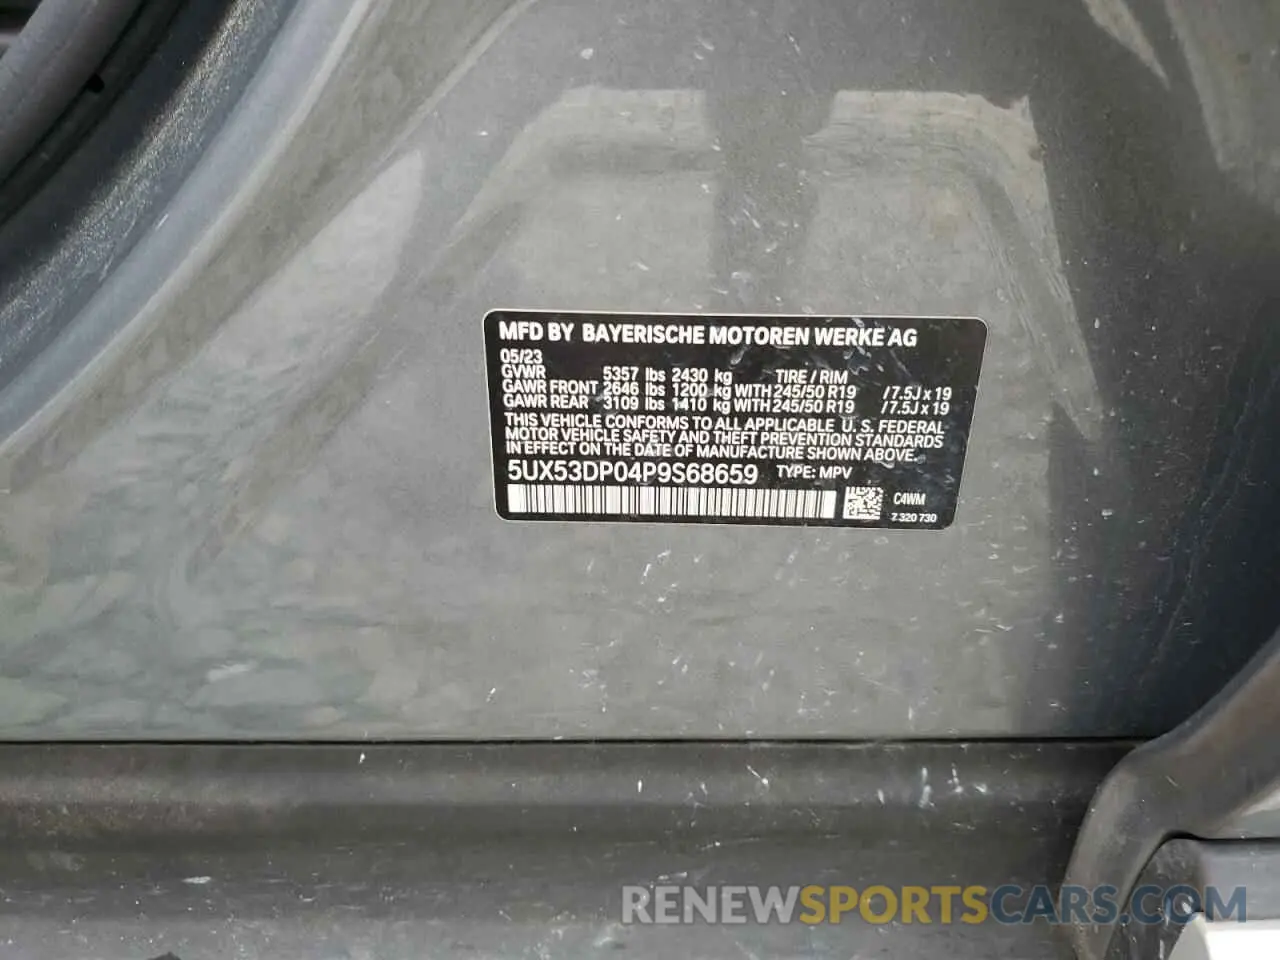 MFD BY BAYERISCHE MOTOREN WERKE AG
05/23
GVWR 5357 lbs 2430 kg TIRE / RIM
GAWR FRONT 2646 lbs 1200 kg WITH 245/50 R19 / 7.5J x 19
GAWR REAR 3109 lbs 1410 kg WITH 245/50 R19 / 7.5J x 19
THIS VEHICLE CONFORMS TO ALL APPLICABLE U. S. FEDERAL
MOTOR VEHICLE SAFETY AND THEFT PREVENTION STANDARDS
IN EFFECT ON THE DATE OF MANUFACTURE SHOWN ABOVE.
5UX53DP04P9S68659 TYPE: MPV
C4WM
7 320 730
RENEWSPORTSCARS.COM